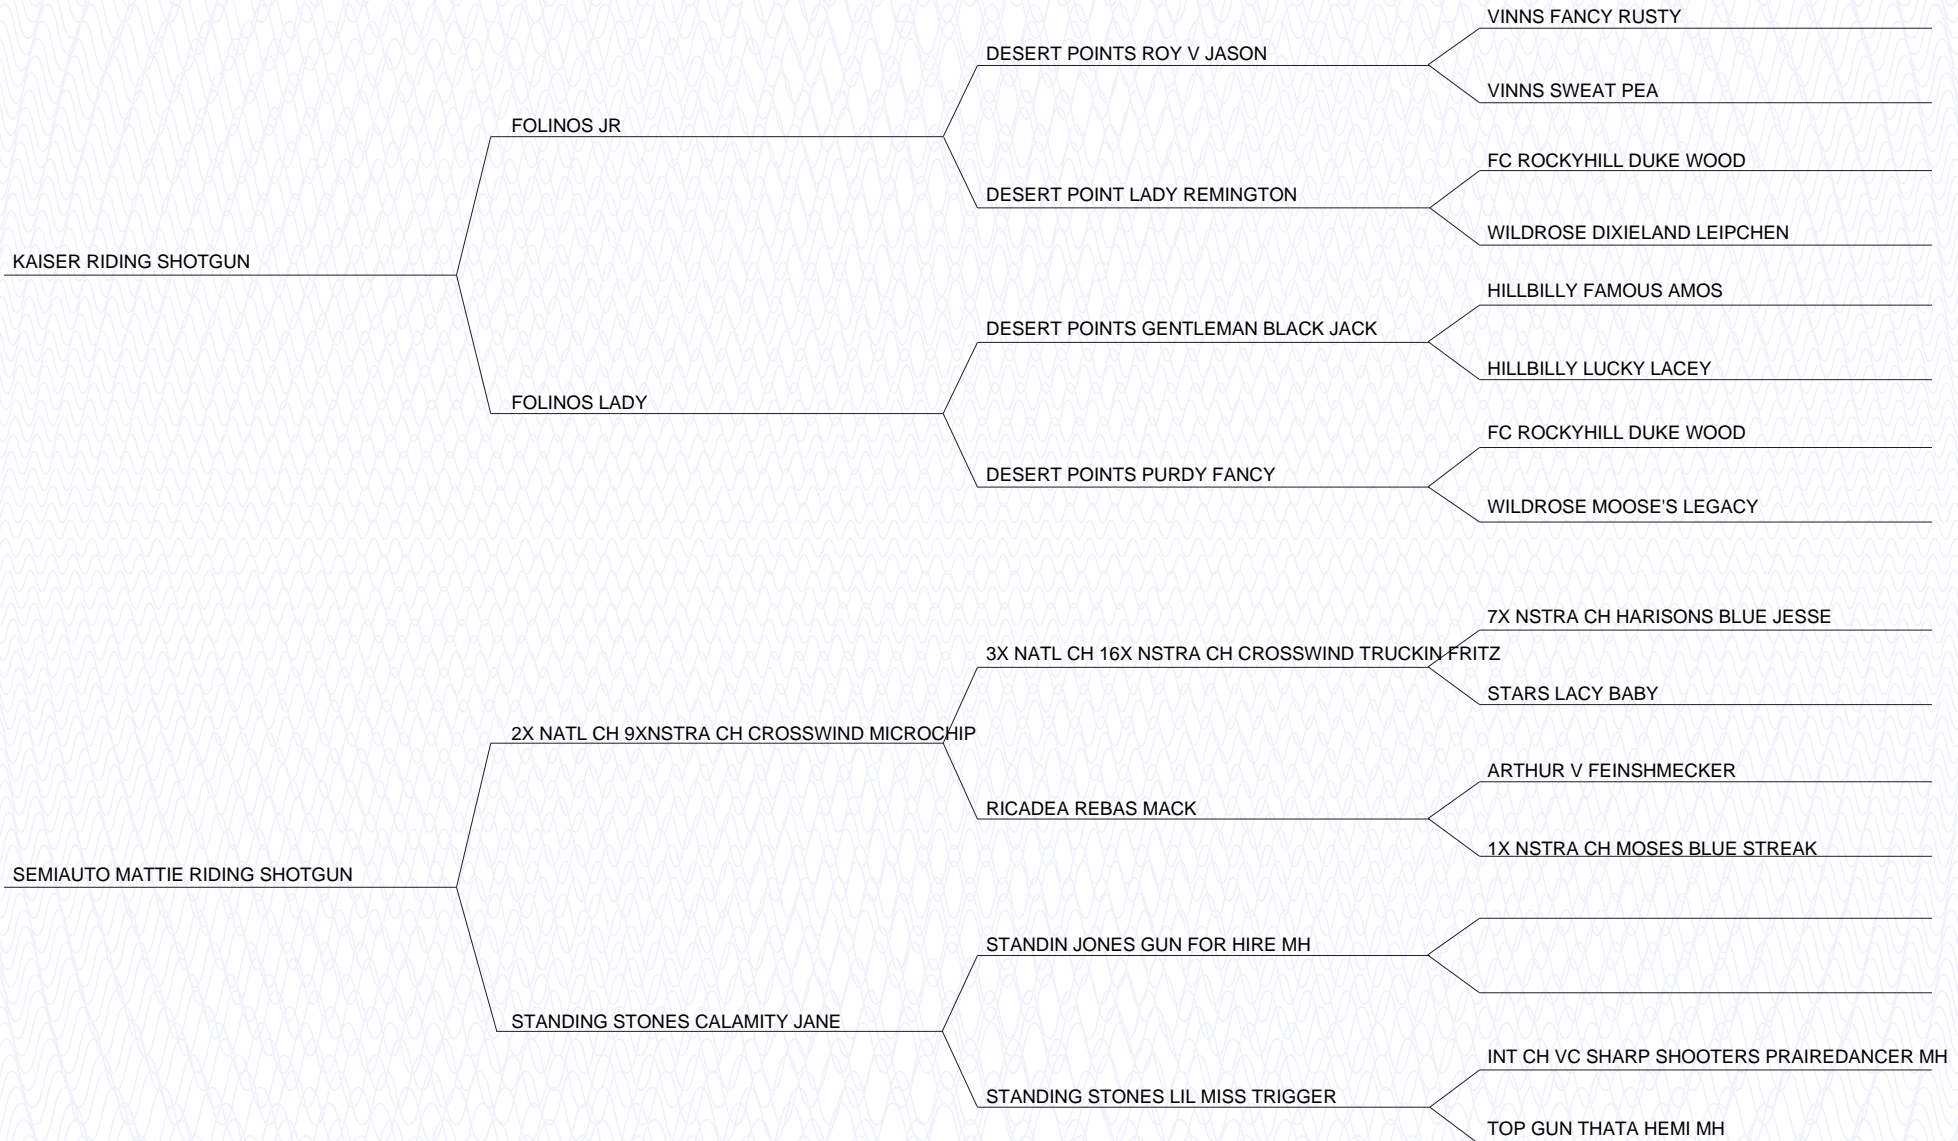 VINNS FANCY RUSTY
DESERT POINTS ROY V JASON
VINNS SWEAT PEA
FOLINOS JR
FC ROCKYHILL DUKE WOOD
DESERT POINT LADY REMINGTON
WILDROSE DIXIELAND LEIPCHEN
KAISER RIDING SHOTGUN
HILLBILLY FAMOUS AMOS
DESERT POINTS GENTLEMAN BLACK JACK
HILLBILLY LUCKY LACEY
FOLINOS LADY
FC ROCKYHILL DUKE WOOD
DESERT POINTS PURDY FANCY
WILDROSE MOOSE'S LEGACY
7X NSTRA CH HARISONS BLUE JESSE
3X NATL CH 16X NSTRA CH CROSSWIND TRUCKIN FRITZ
STARS LACY BABY
2X NATL CH 9XNSTRA CH CROSSWIND MICROCHIP
ARTHUR V FEINSHMECKER
RICADEA REBAS MACK
1X NSTRA CH MOSES BLUE STREAK
SEMIAUTO MATTIE RIDING SHOTGUN
STANDIN JONES GUN FOR HIRE MH
STANDING STONES CALAMITY JANE
INT CH VC SHARP SHOOTERS PRAIREDANCER MH
STANDING STONES LIL MISS TRIGGER
TOP GUN THATA HEMI MH